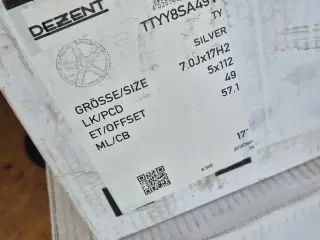 DEZENT
TTYY8SA49
TY
SILVER
GRÖSSE/SIZE 7.0Jx17H2
LK/PCD 5x112
ET/OFFSET 49
ML/CB 57.1
17"